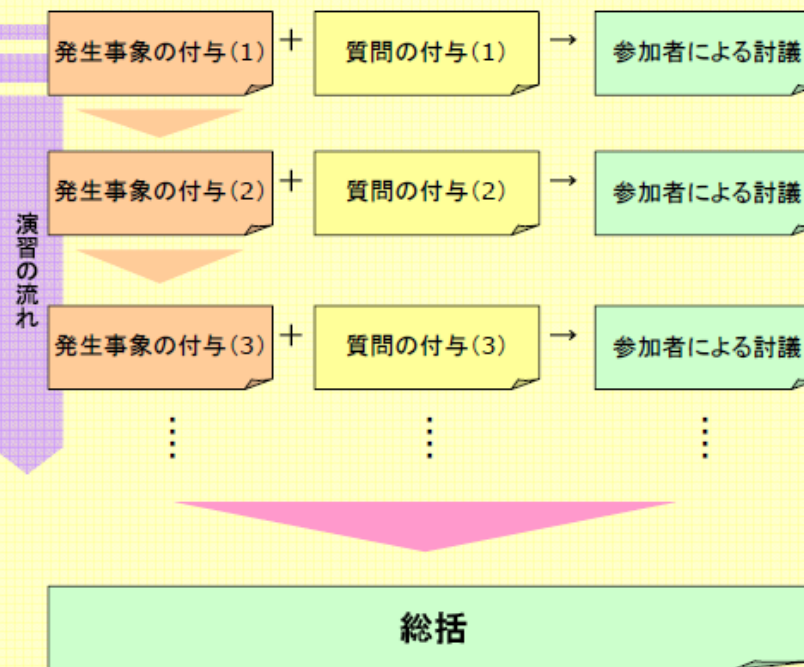 発生事象の付与(1)
+
質問の付与(1)
→
参加者による討議
発生事象の付与(2)
+
質問の付与(2)
→
参加者による討議
演習の流れ
発生事象の付与(3)
+
質問の付与(3)
→
参加者による討議
総括